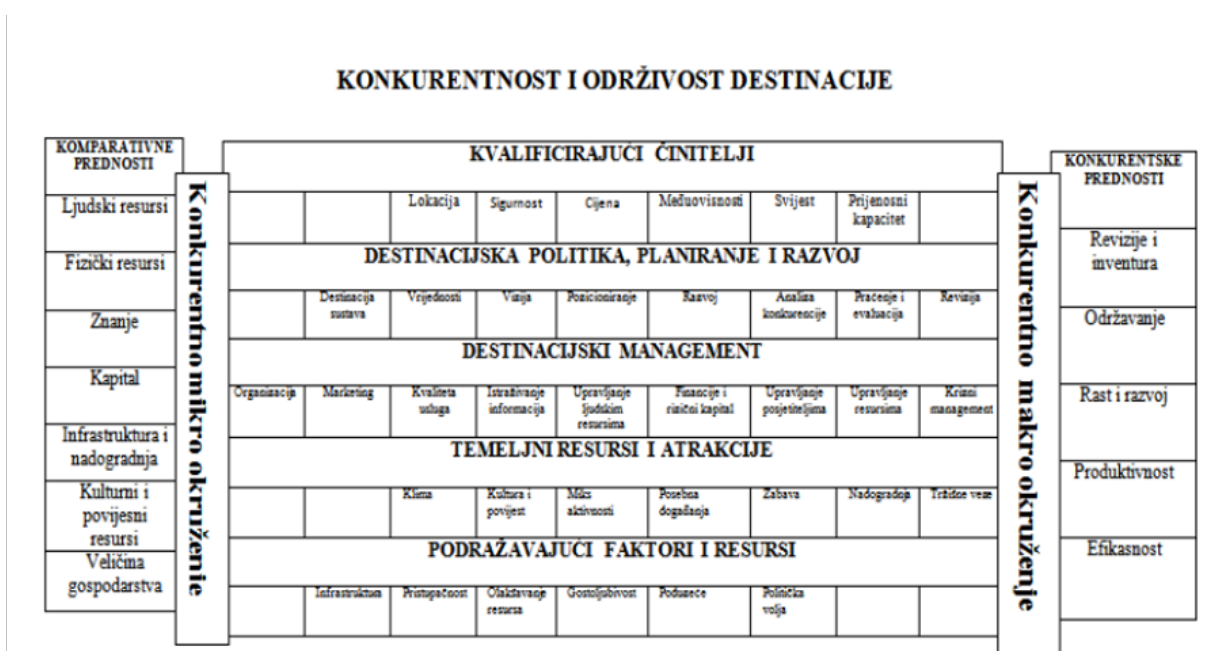 KONKURENTNOST I ODRŽIVOST DESTINACIJE
KOMPARATIVNE
PREDNOSTI
Ljudski resursi
Fizički resursi
Znanje
Kapital
Infrastruktura i
nadogradnja
Kulturni i
povijesni
resursi
Veličina
gospodarstva
Konkurentno mikro okruženie
KVALIFICIRAJUĆI ČINITELJI
Lokacija
Sigurnost
Cijena
Međuovisnosti
Svijest
Prijenosni
kapacitet
DESTINACIJSKA POLITIKA, PLANIRANJE I RAZVOJ
Destinacija
sustava
Vrijednosti
Vizija
Pozicioniranje
Razvoj
Analiza
konkurencije
Praćenje i
evaluacija
Revizija
DESTINACIJSKI MANAGEMENT
Organizacija
Marketing
Kvaliteta
usluga
Istraživanje
informacija
Upravljanje
ljudskim
resursima
Financije i
rizični kapital
Upravljanje
posjetiteljima
Upravljanje
resursima
Krizni
management
TEMELJNI RESURSI I ATRAKCIJE
Klima
Kultura i
povijest
Miks
aktivnosti
Posebna
događanja
Zabava
Nadogradnja
Tržišne veze
PODRAŽAVAJUĆI FAKTORI I RESURSI
Infrastruktura
Pristupačnost
Olakšavanje
resursa
Gostoljubivost
Poduzeće
Politička
volja
Konkurentno makro okruženje
KONKURENTSKE
PREDNOSTI
Revizije i
inventura
Održavanje
Rast i razvoj
Produktivnost
Efikasnost